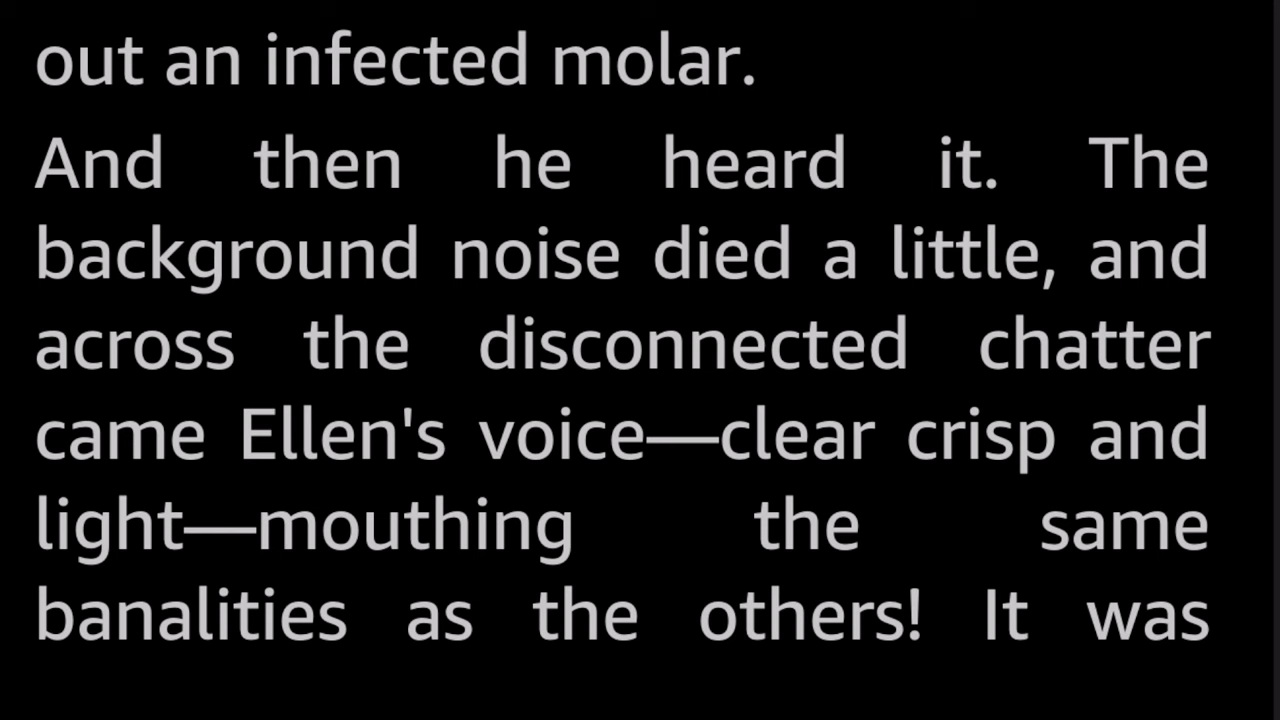 out an infected molar.
And then he heard it. The
background noise died a little, and
across the disconnected chatter
came Ellen's voice—clear crisp and
light—mouthing the same
banalities as the others! It was